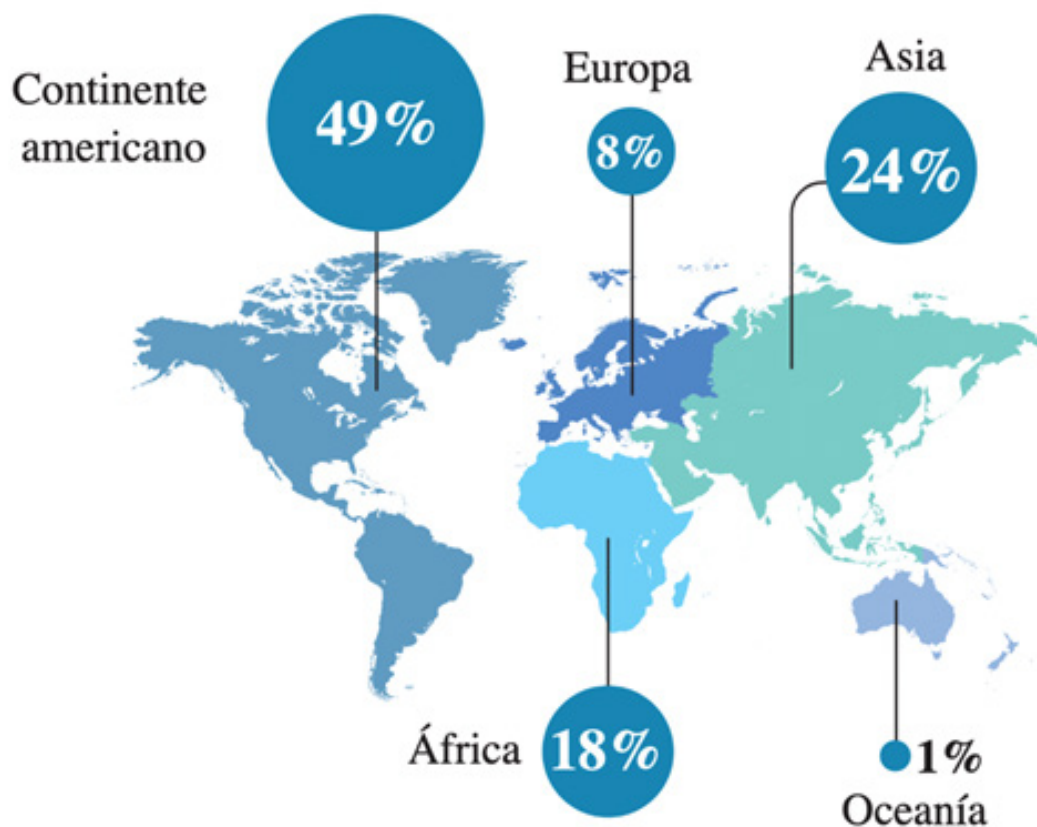 Continente
americano
49%
Europa
8%
Asia
24%
África
18%
1%
Oceanía